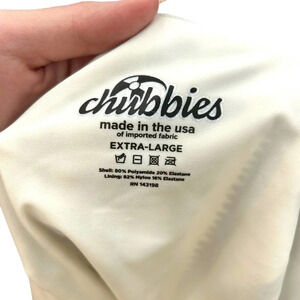 chubbies
made in the usa
of imported fabric
EXTRA-LARGE
Shell: 80% Polyamide 20% Elastane
Lining: 82% Nylon 18% Elastane
RN 143198